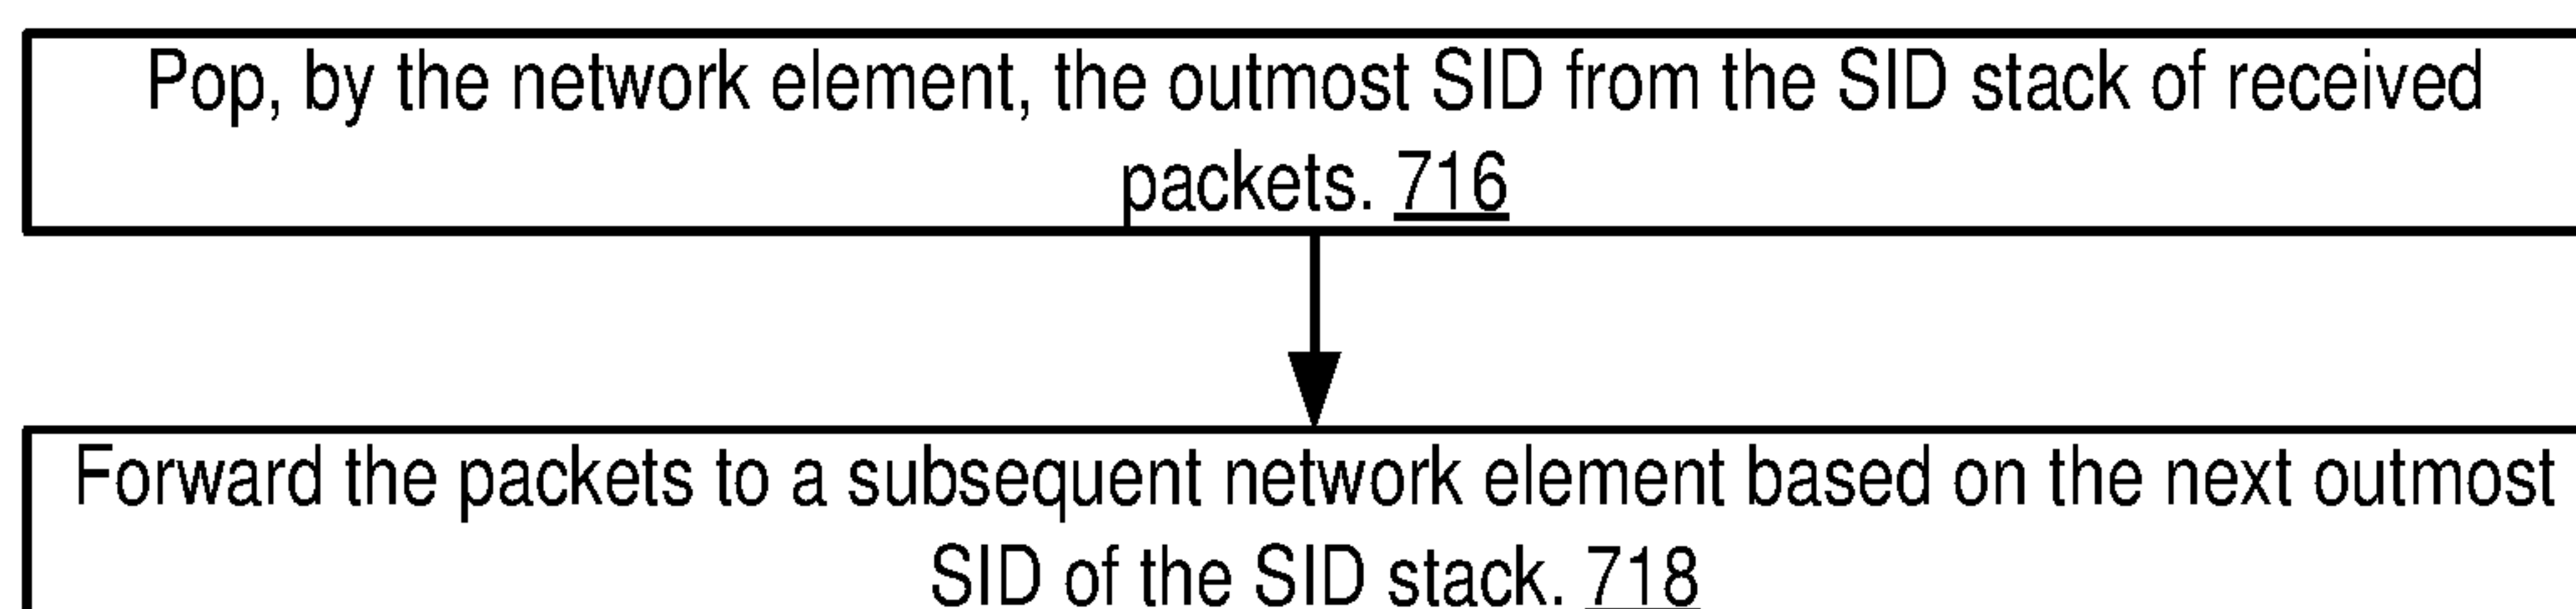 Pop, by the network element, the outmost SID from the SID stack of received
packets. 716
Forward the packets to a subsequent network element based on the next outmost
SID of the SID stack. 718